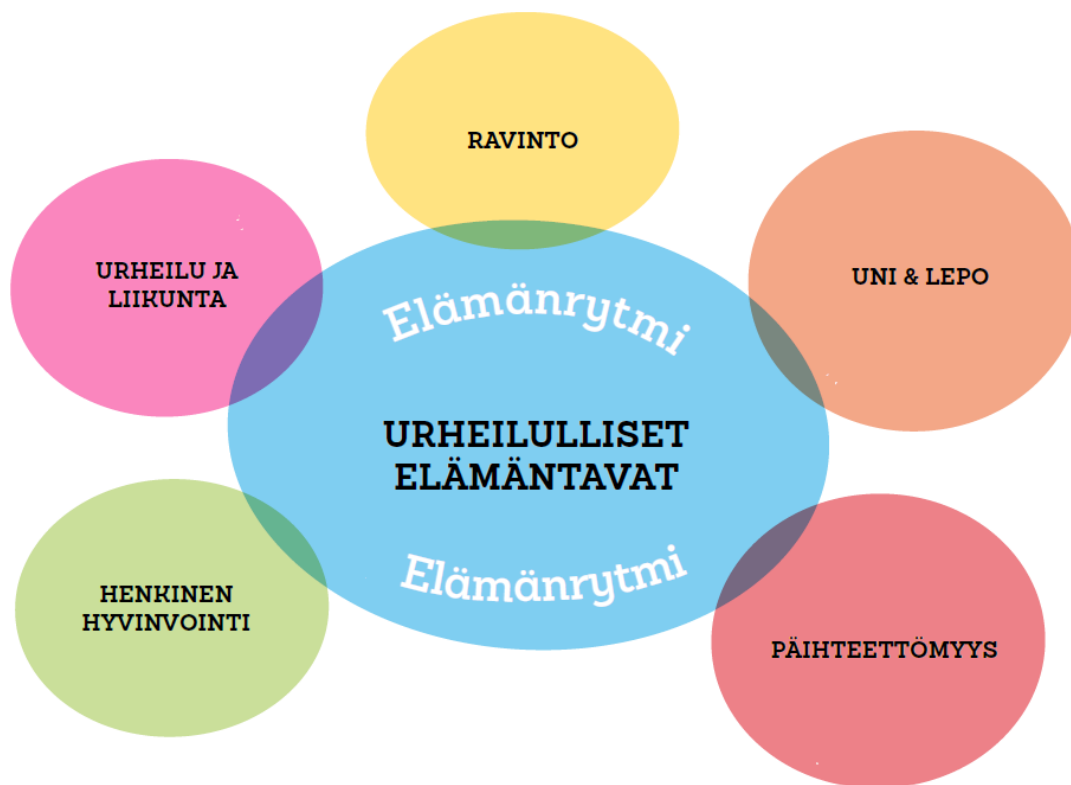 RAVINTO
URHEILU JA
LIIKUNTA
UNI & LEPO
Elämänrytmi
URHEILULLISET
ELÄMÄNTAVAT
Elämänrytmi
HENKINEN
HYVINVOINTI
PÄIHTEETTÖMYYS